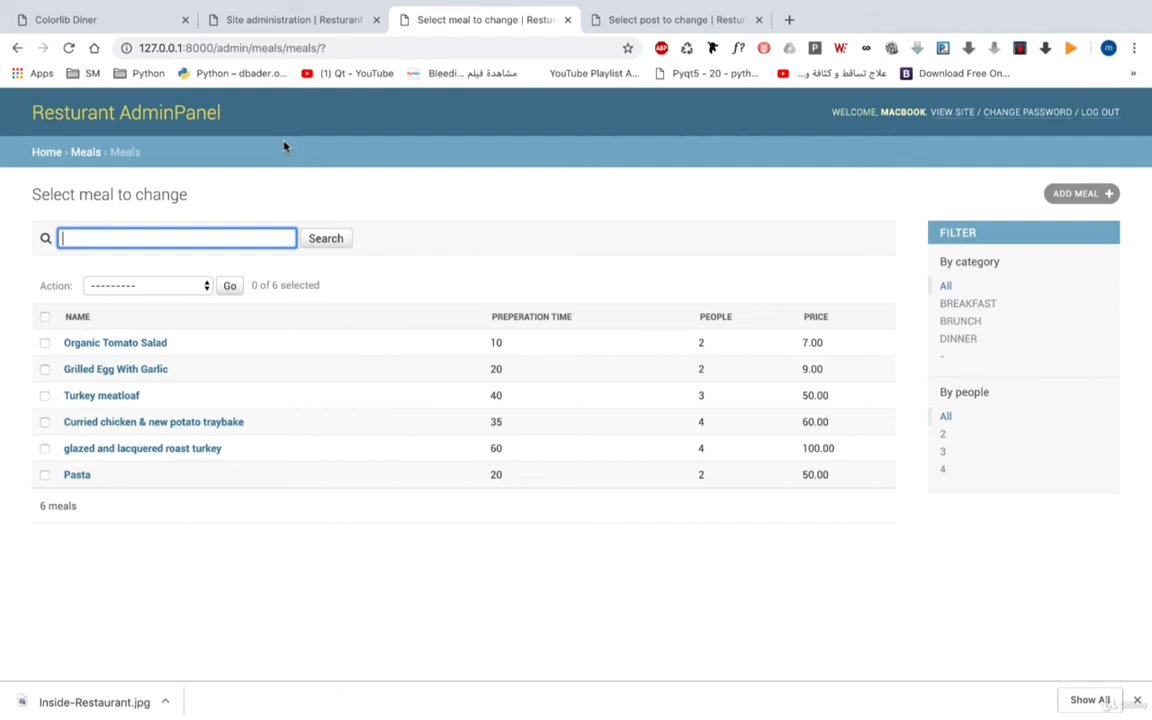 Colorlib Diner
Site administration | Resturant
Select meal to change | Restur
Select post to change | Restur
127.0.0.1:8000/admin/meals/meals/?
Apps
SM
Python
Python – dbader.o...
(1) Qt - YouTube
Bleedi... مشاهدة فيلم
YouTube Playlist A...
Pyqt5 - 20 - pyth...
علاج تساقط و كثافة و...
Download Free On...
»
Resturant AdminPanel
WELCOME, MACBOOK. VIEW SITE / CHANGE PASSWORD / LOG OUT
Home › Meals › Meals
Select meal to change
ADD MEAL +
Search
Action: --------- Go 0 of 6 selected
NAME PREPERATION TIME PEOPLE PRICE
Organic Tomato Salad 10 2 7.00
Grilled Egg With Garlic 20 2 9.00
Turkey meatloaf 40 3 50.00
Curried chicken & new potato traybake 35 4 60.00
glazed and lacquered roast turkey 60 4 100.00
Pasta 20 2 50.00
6 meals
FILTER
By category
All
BREAKFAST
BRUNCH
DINNER
-
By people
All
2
3
4
Inside-Restaurant.jpg
Show All